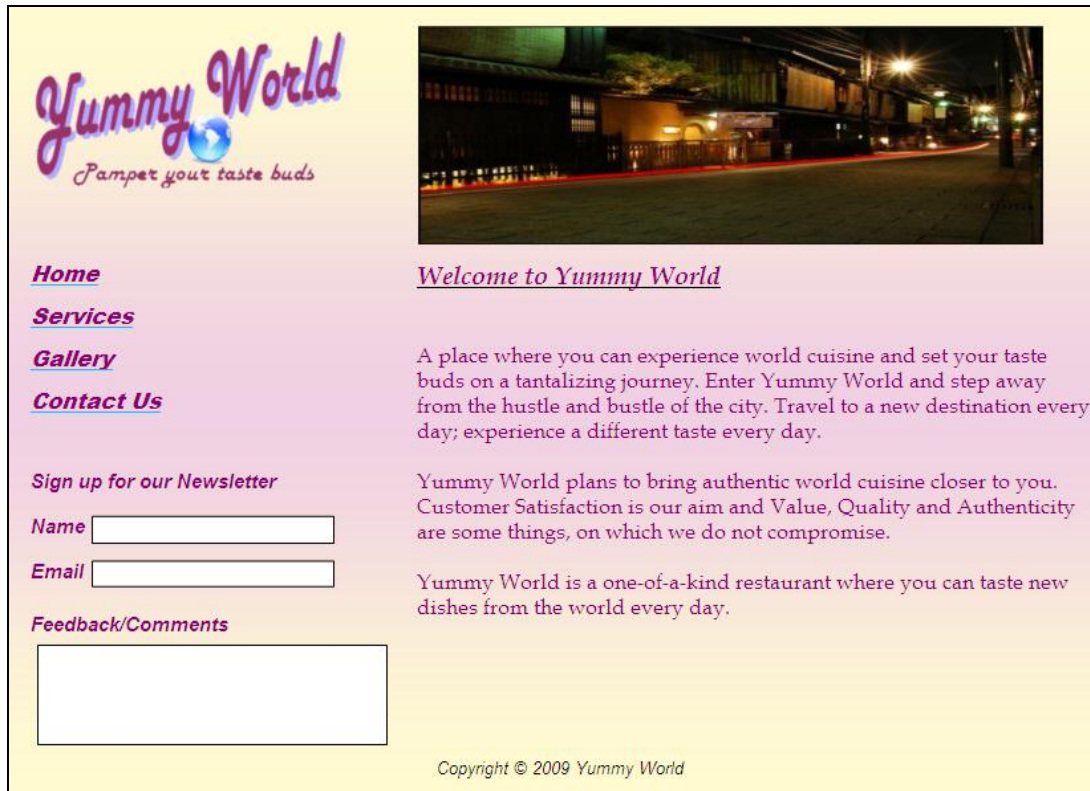 Yummy World
Pamper your taste buds
Home
Services
Gallery
Contact Us
Sign up for our Newsletter
Name
Email
Feedback/Comments
Welcome to Yummy World
A place where you can experience world cuisine and set your taste
buds on a tantalizing journey. Enter Yummy World and step away
from the hustle and bustle of the city. Travel to a new destination every
day; experience a different taste every day.
Yummy World plans to bring authentic world cuisine closer to you.
Customer Satisfaction is our aim and Value, Quality and Authenticity
are some things, on which we do not compromise.
Yummy World is a one-of-a-kind restaurant where you can taste new
dishes from the world every day.
Copyright © 2009 Yummy World